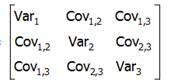 = Var₁ Cov₁,₂ Cov₁,₃
Cov₁,₂ Var₂ Cov₂,₃
Cov₁,₃ Cov₂,₃ Var₃